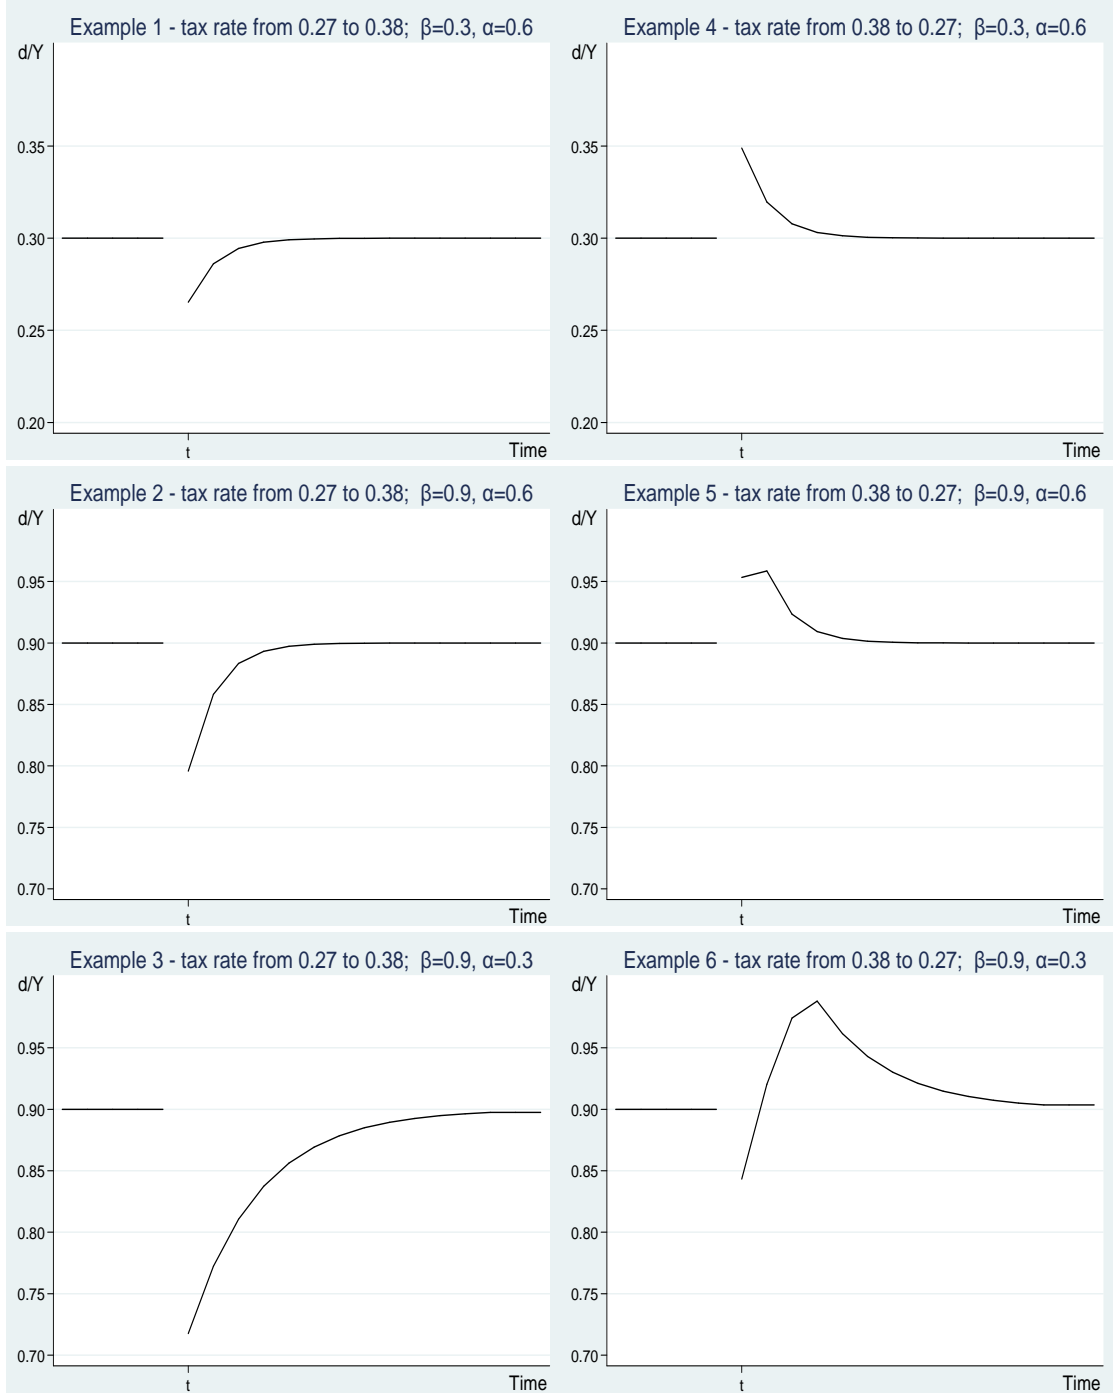 Example 1 - tax rate from 0.27 to 0.38;  β=0.3, α=0.6
d/Y
0.35
0.30
0.25
0.20
t
Time
Example 4 - tax rate from 0.38 to 0.27;  β=0.3, α=0.6
d/Y
0.35
0.30
0.25
0.20
t
Time
Example 2 - tax rate from 0.27 to 0.38;  β=0.9, α=0.6
d/Y
0.95
0.90
0.85
0.80
0.75
0.70
t
Time
Example 5 - tax rate from 0.38 to 0.27;  β=0.9, α=0.6
d/Y
0.95
0.90
0.85
0.80
0.75
0.70
t
Time
Example 3 - tax rate from 0.27 to 0.38;  β=0.9, α=0.3
d/Y
0.95
0.90
0.85
0.80
0.75
0.70
t
Time
Example 6 - tax rate from 0.38 to 0.27;  β=0.9, α=0.3
d/Y
0.95
0.90
0.85
0.80
0.75
0.70
t
Time